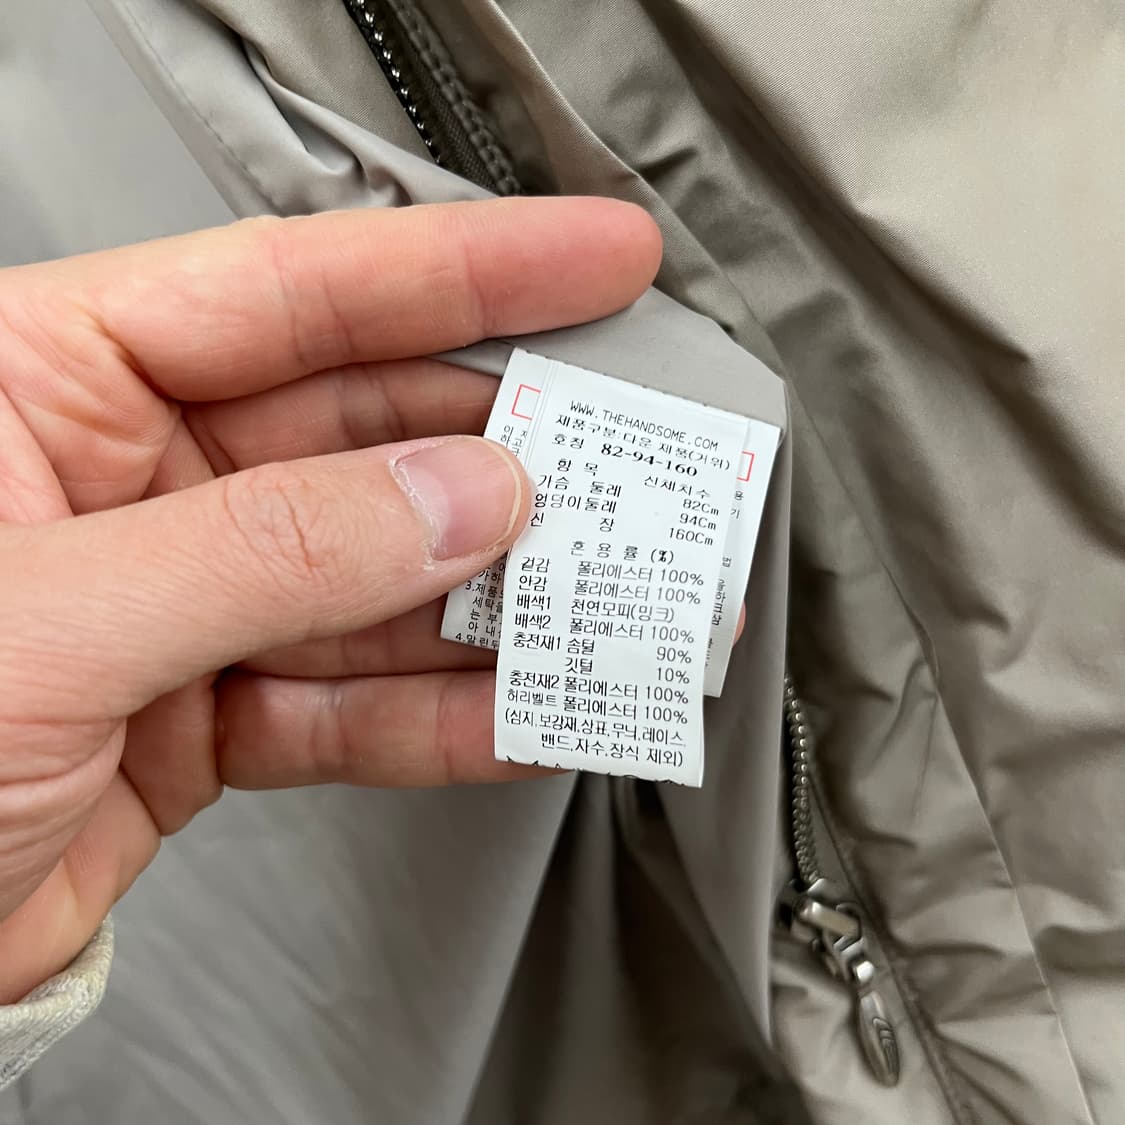 WWW.THEHANDSOME.COM
제품구분:다운 제품(거위)
호칭 82-94-160
항 목 신체치수
가슴 둘레 82Cm
엉덩이둘레 94Cm
신 장 160Cm
혼 용 률 (%)
겉감 폴리에스터 100%
안감 폴리에스터 100%
배색1 천연모피(밍크)
배색2 폴리에스터 100%
충전재1 솜털 90%
깃털 10%
충전재2 폴리에스터 100%
허리벨트 폴리에스터 100%
(심지,보강재,상표,무늬,레이스,
밴드,자수,장식 제외)